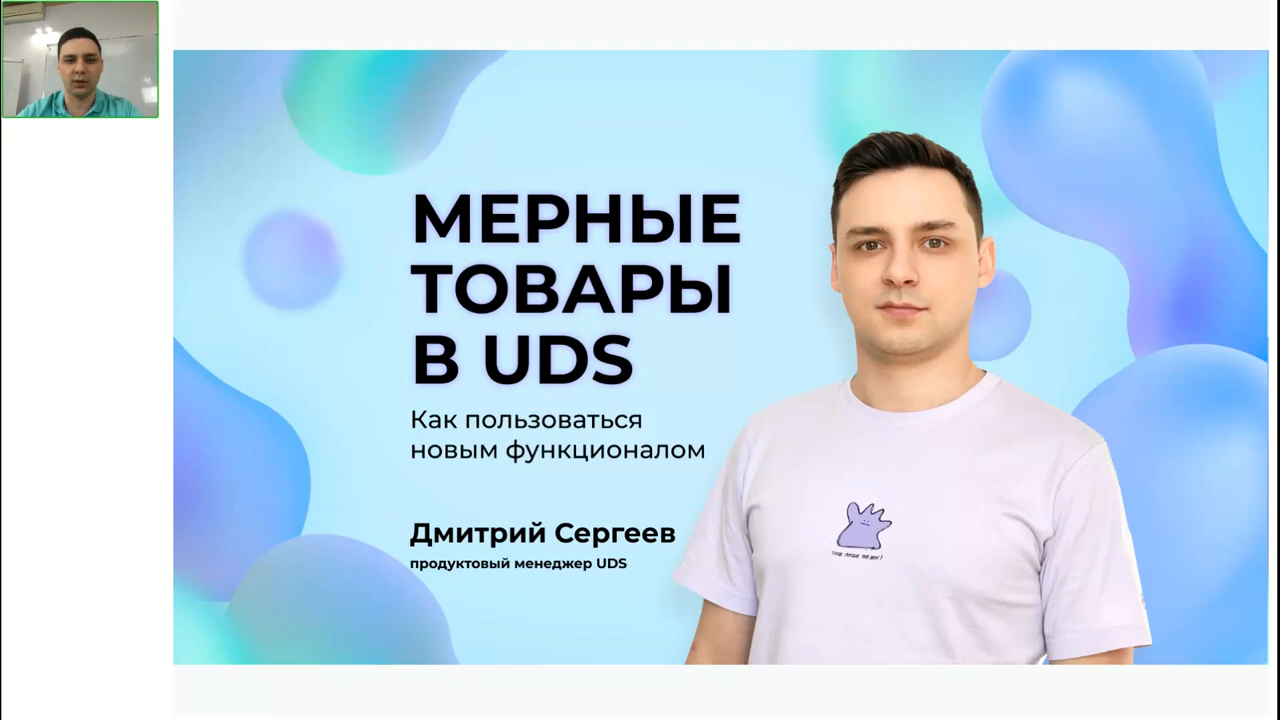 МЕРНЫЕ
ТОВАРЫ
В UDS
Как пользоваться
новым функционалом
Дмитрий Сергеев
продуктовый менеджер UDS